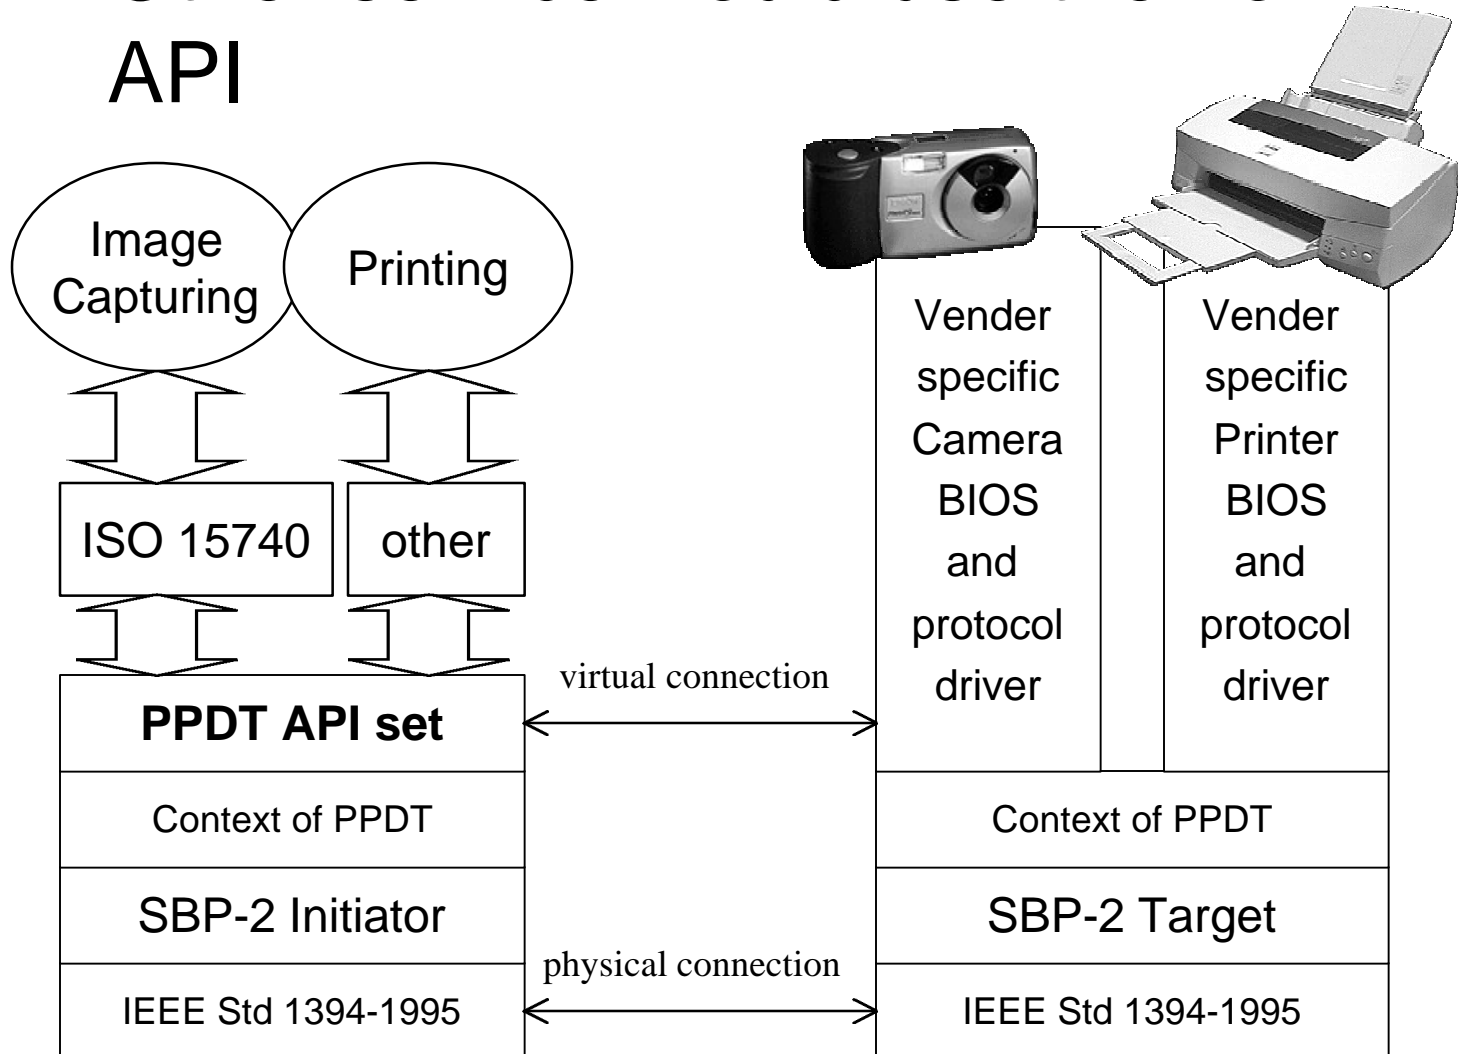 API
Image
Capturing
Printing
ISO 15740
other
PPDT API set
Context of PPDT
SBP-2 Initiator
IEEE Std 1394-1995
virtual connection
physical connection
Vender
specific
Camera
BIOS
and
protocol
driver
Vender
specific
Printer
BIOS
and
protocol
driver
Context of PPDT
SBP-2 Target
IEEE Std 1394-1995